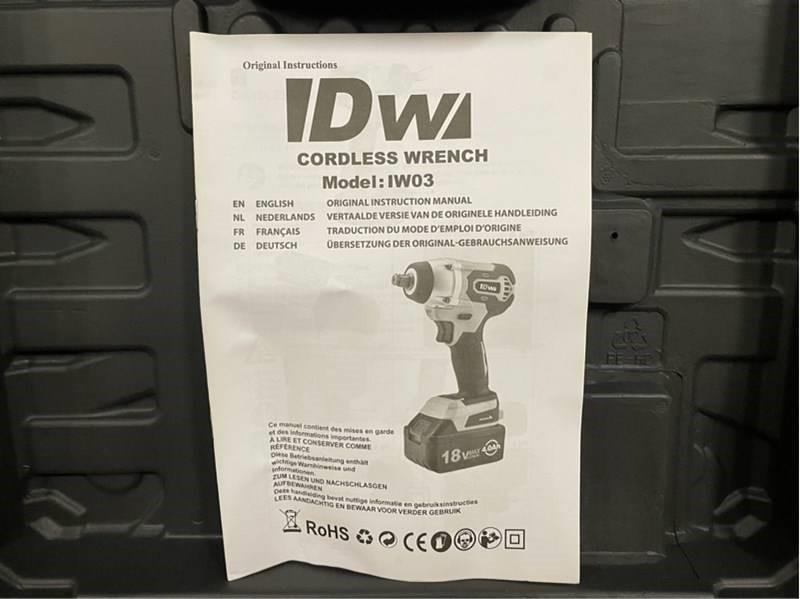 Original Instructions
IDWI
CORDLESS WRENCH
Model: IW03
EN ENGLISH ORIGINAL INSTRUCTION MANUAL
NL NEDERLANDS VERTAALDE VERSIE VAN DE ORIGINELE HANDLEIDING
FR FRANÇAIS TRADUCTION DU MODE D'EMPLOI D'ORIGINE
DE DEUTSCH ÜBERSETZUNG DER ORIGINAL-GEBRAUCHSANWEISUNG
IDWI
18V MAX 4.0Ah
Ce manuel contient des mises en garde
et des informations importantes.
À LIRE ET CONSERVER COMME
RÉFÉRENCE
Diese Betriebsanleitung enthält
wichtige Warnhinweise und
Informationen.
ZUM LESEN UND NACHSCHLAGSEN
AUFBEWAHREN
Deze handleiding bevat nuttige informatie en gebruiksinstructies
LEES AANDACHTIG EN BEWAAR VOOR VERDER GEBRUIK
RoHS CE